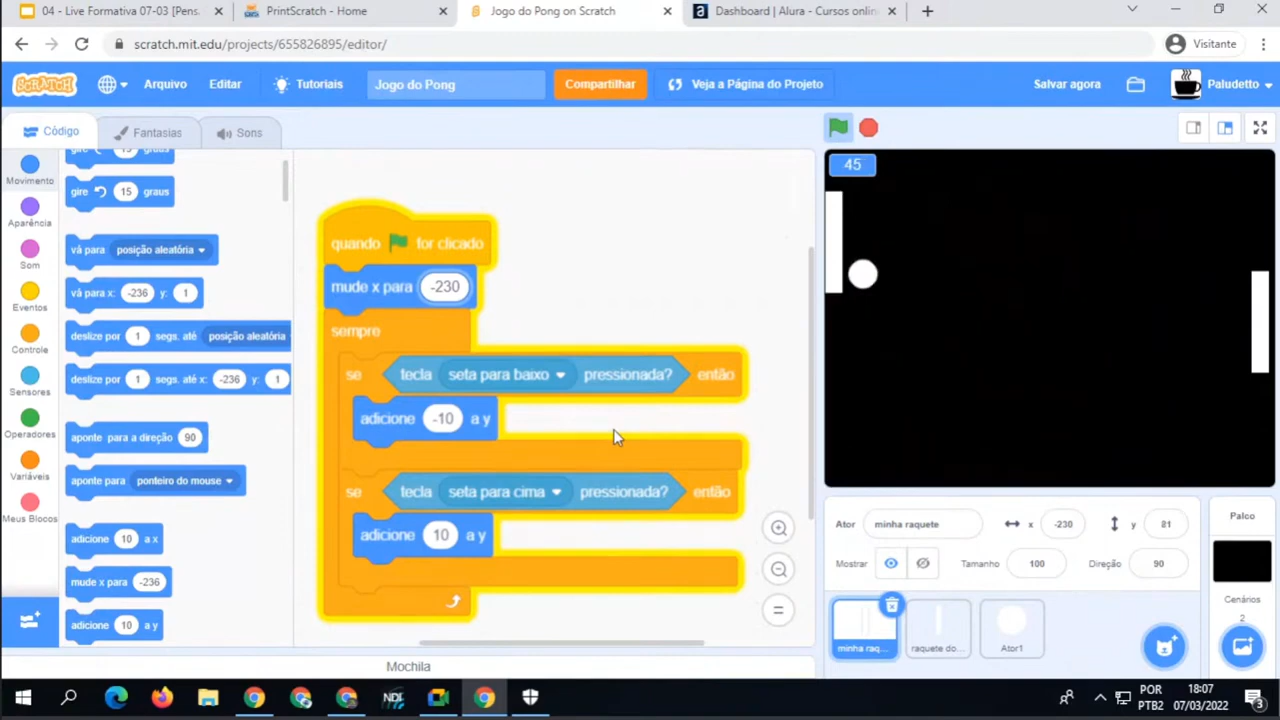 04 - Live Formativa 07-03 [Pens
PrintScratch - Home
Jogo do Pong on Scratch
Dashboard | Alura - Cursos onlin
scratch.mit.edu/projects/655826895/editor/
Visitante
SCRATCH
Arquivo
Editar
Tutoriais
Jogo do Pong
Compartilhar
Veja a Página do Projeto
Salvar agora
Paludetto
Código
Fantasias
Sons
Movimento
Aparência
Som
Eventos
Controle
Sensores
Operadores
Variáveis
Meus Blocos
gire 15 graus
gire 15 graus
vá para posição aleatória
vá para x: -236 y: 1
deslize por 1 segs. até posição aleatória
deslize por 1 segs. até x: -236 y: 1
aponte para a direção 90
aponte para ponteiro do mouse
adicione 10 a x
mude x para -236
adicione 10 a y
quando for clicado
mude x para -230
sempre
se tecla seta para baixo pressionada? então
adicione -10 a y
se tecla seta para cima pressionada? então
adicione 10 a y
Mochila
45
Ator minha raquete x -230 y 81
Mostrar Tamanho 100 Direção 90
minha raq...
raquete do...
Ator1
Palco
Cenários
2
POR
PTB2
18:07
07/03/2022
3